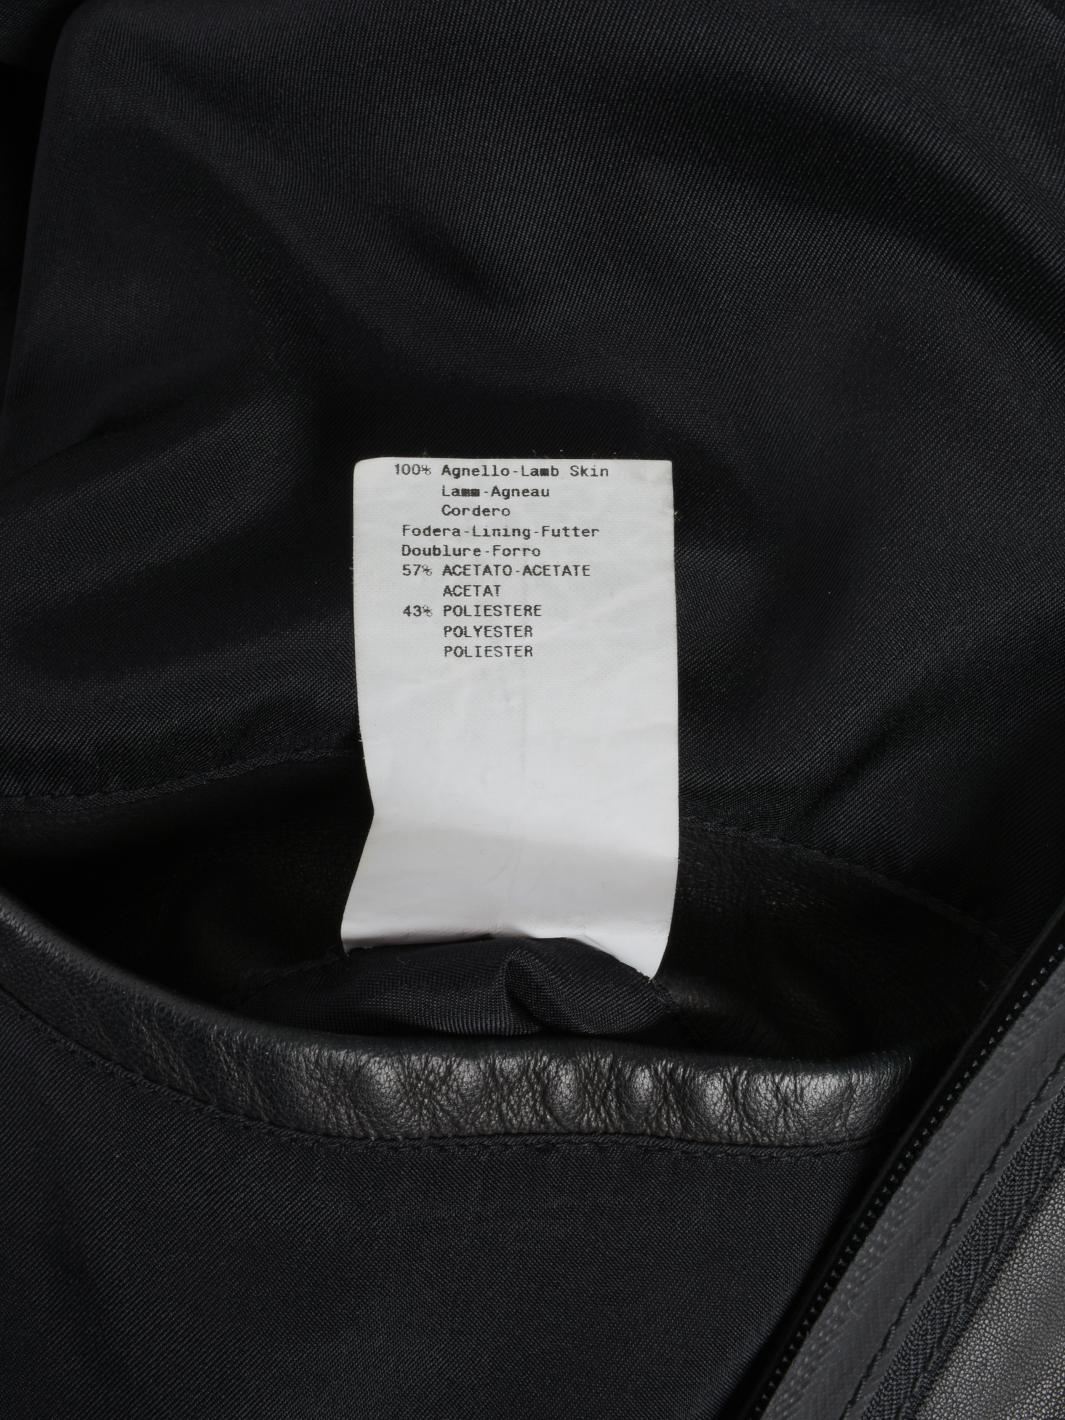 100% Agnello-Lamb Skin
Lamm-Agneau
Cordero
Fodera-Lining-Futter
Doublure-Forro
57% ACETATO-ACETATE
ACETAT
43% POLIESTERE
POLYESTER
POLIESTER